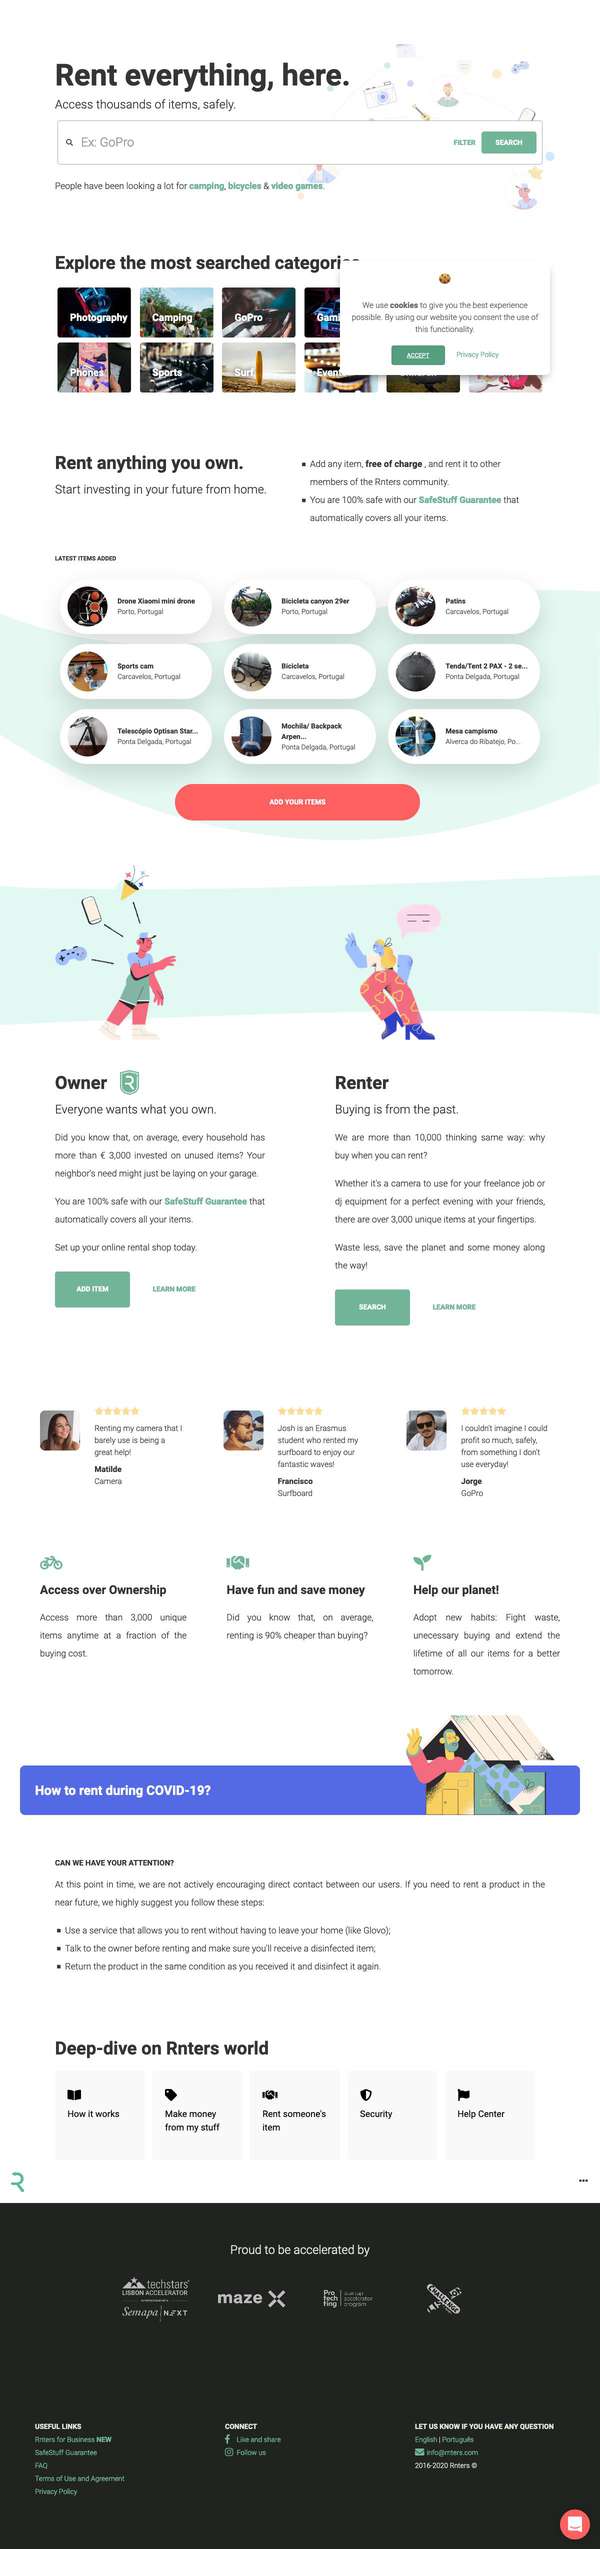 Rent everything, here.
Access thousands of items, safely.
Ex: GoPro
FILTER
SEARCH
People have been looking a lot for camping, bicycles & video games.
Explore the most searched categories
We use cookies to give you the best experience
possible. By using our website you consent the use of
this functionality.
ACCEPT
Privacy Policy
Photography
Camping
GoPro
Phones
Sports
Surf
Rent anything you own.
Start investing in your future from home.
Add any item, free of charge , and rent it to other
members of the Rnters community.
You are 100% safe with our SafeStuff Guarantee that
automatically covers all your items.
LATEST ITEMS ADDED
Drone Xiaomi mini drone
Porto, Portugal
Bicicleta canyon 29er
Porto, Portugal
Patins
Carcavelos, Portugal
Sports cam
Carcavelos, Portugal
Bicicleta
Carcavelos, Portugal
Tenda/Tent 2 PAX - 2 se...
Ponta Delgada, Portugal
Telescópio Optisan Star...
Ponta Delgada, Portugal
Mochila/ Backpack
Arpen...
Ponta Delgada, Portugal
Mesa campismo
Alverca do Ribatejo, Po...
ADD YOUR ITEMS
Owner
Everyone wants what you own.
Did you know that, on average, every household has
more than € 3,000 invested on unused items? Your
neighbor's need might just be laying on your garage.
You are 100% safe with our SafeStuff Guarantee that
automatically covers all your items.
Set up your online rental shop today.
ADD ITEM
LEARN MORE
Renter
Buying is from the past.
We are more than 10,000 thinking same way: why
buy when you can rent?
Whether it's a camera to use for your freelance job or
dj equipment for a perfect evening with your friends,
there are over 3,000 unique items at your fingertips.
Waste less, save the planet and some money along
the way!
SEARCH
LEARN MORE
Renting my camera that I
barely use is being a
great help!
Matilde
Camera
Josh is an Erasmus
student who rented my
surfboard to enjoy our
fantastic waves!
Francisco
Surfboard
I couldn't imagine I could
profit so much, safely,
from something I don't
use everyday!
Jorge
GoPro
Access over Ownership
Access more than 3,000 unique
items anytime at a fraction of the
buying cost.
Have fun and save money
Did you know that, on average,
renting is 90% cheaper than buying?
Help our planet!
Adopt new habits: Fight waste,
unecessary buying and extend the
lifetime of all our items for a better
tomorrow.
How to rent during COVID-19?
CAN WE HAVE YOUR ATTENTION?
At this point in time, we are not actively encouraging direct contact between our users. If you need to rent a product in the
near future, we highly suggest you follow these steps:
Use a service that allows you to rent without having to leave your home (like Glovo);
Talk to the owner before renting and make sure you'll receive a disinfected item;
Return the product in the same condition as you received it and disinfect it again.
Deep-dive on Rnters world
How it works
Make money
from my stuff
Rent someone's
item
Security
Help Center
Proud to be accelerated by
techstars
LISBON ACCELERATOR
Semapa NEXT
maze X
Pro
tech
ting
startup
accelerator
program
USEFUL LINKS
Rnters for Business NEW
SafeStuff Guarantee
FAQ
Terms of Use and Agreement
Privacy Policy
CONNECT
Like and share
Follow us
LET US KNOW IF YOU HAVE ANY QUESTION
English | Português
info@rnters.com
2016-2020 Rnters ©